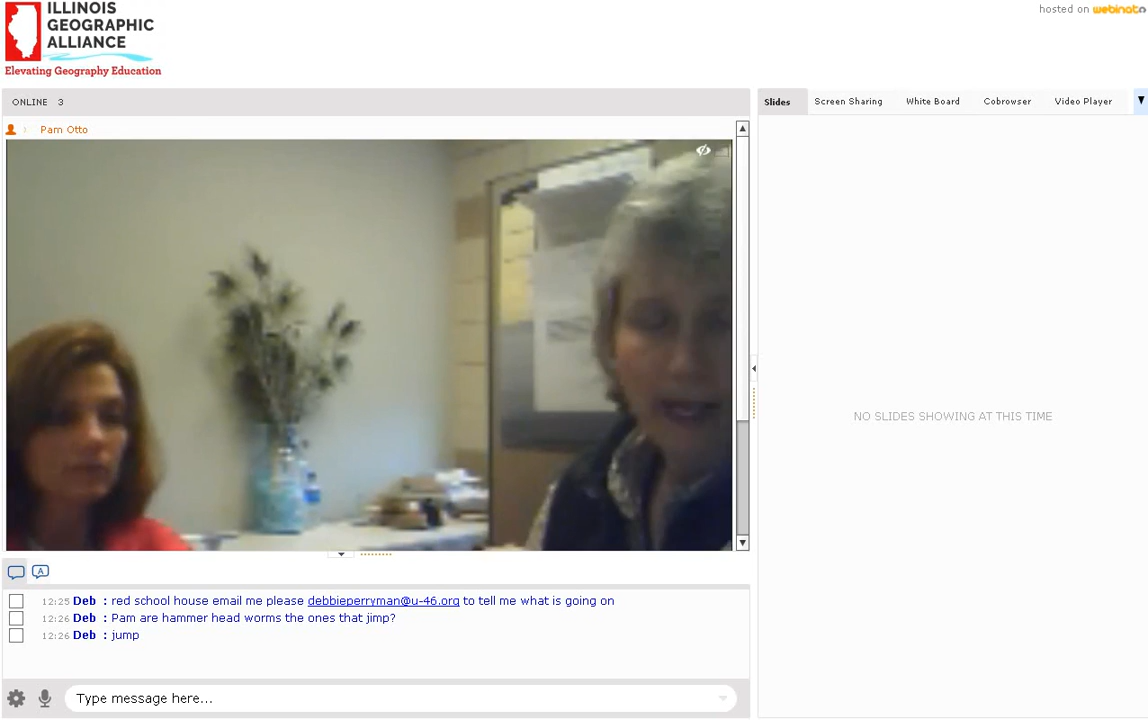 ILLINOIS
GEOGRAPHIC
ALLIANCE
Elevating Geography Education
hosted on webinato
ONLINE 3
Pam Otto
Slides
Screen Sharing
White Board
Cobrowser
Video Player
NO SLIDES SHOWING AT THIS TIME
A
12:25 Deb : red school house email me please debbieperryman@u-46.org to tell me what is going on
12:26 Deb : Pam are hammer head worms the ones that jimp?
12:26 Deb : jump
Type message here...